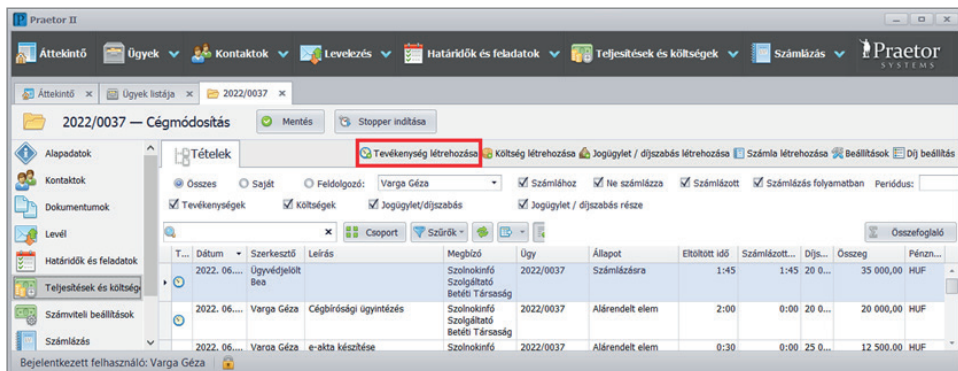 Praetor II
Áttekintő Ügyek Kontaktok Levelezés Határidők és feladatok Teljesítések és költségek Számlázás Praetor SYSTEMS
Áttekintő x Ügyek listája x 2022/0037 x
2022/0037 — Cégmódosítás Mentés Stopper indítása
Alapadatok Tételek Tevékenység létrehozása Költség létrehozása Jogügylet / díjszabás létrehozása Számla létrehozása Beállítások Díj beállítás
Kontaktok Összes Saját Feldolgozó: Varga Géza Számlához Ne számlázza Számlázott Számlázás folyamatban Periódus:
Dokumentumok Tevékenységek Költségek Jogügylet/díjszabás Jogügylet / díjszabás része
Levél x Csoport Szűrők Összefoglaló
Határidők és feladatok T... Dátum Szerkesztő Leírás Megbízó Ügy Állapot Eltöltött idő Számlázott... Díjs... Összeg Pénzn...
Teljesítések és költsége 2022. 06.... Ügyvédjelölt Bea Szolnokinfó Szolgáltató Betéti Társaság 2022/0037 Számlázásra 1:45 1:45 20 0... 35 000,00 HUF
Számviteli beállítások 2022. 06.... Varga Géza Cégbírósági ügyintézés Szolnokinfó Szolgáltató Betéti Társaság 2022/0037 Alárendelt elem 2:00 0:00 20 0... 20 000,00 HUF
Számlázás 2022. 06.... Varga Géza e-akta készítése Szolnokinfó 2022/0037 Alárendelt elem 0:30 0:00 25 0... 12 500,00 HUF
Bejelentkezett felhasználó: Varga Géza